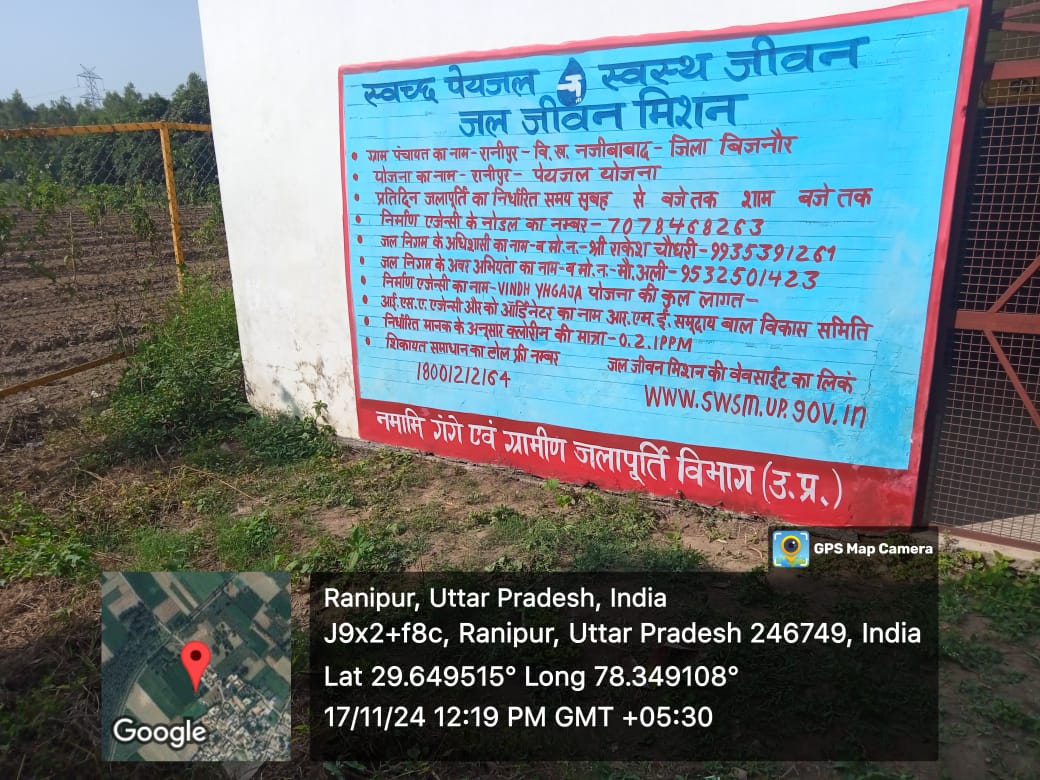 स्वच्छ पेयजल स्वस्थ जीवन
जल जीवन मिशन
• ग्राम पंचायत का नाम - रानीपुर - वि.ख. नजीबाबाद - जिला बिजनौर
• योजना का नाम - रानीपुर - पेयजल योजना
• प्रतिदिन जलापूर्ति का निर्धारित समय सुबह से बजे तक शाम बजे तक
• निर्माण एजेन्सी के नोडल का नम्बर - 7078468263
• जल निगम के अधिशासी का नाम - व मो.न. - श्री राकेश चौधरी - 9935391261
• जल निगम के अवर अभियंता का नाम - व मो.न. - मौ. अली - 9532501423
• निर्माण एजेन्सी का नाम - VINDH YHGAJA योजना की कुल लागत -
• आई.एस.ए. एजेन्सी और को ऑर्डिनेटर का नाम आर.एम.ई. समुदाय बाल विकास समिति
• निर्धारित मानक के अनुसार क्लोरीन की मात्रा - 0.2.1PPM
• शिकायत समाधान का टोल फ्री नम्बर जल जीवन मिशन की वेवसाईट का लिंक
18001212164 WWW.SWSM.UP.GOV.in
नमामि गंगे एवं ग्रामीण जलापूर्ति विभाग (उ.प्र.)
GPS Map Camera
Ranipur, Uttar Pradesh, India
J9x2+f8c, Ranipur, Uttar Pradesh 246749, India
Lat 29.649515° Long 78.349108°
17/11/24 12:19 PM GMT +05:30
Google